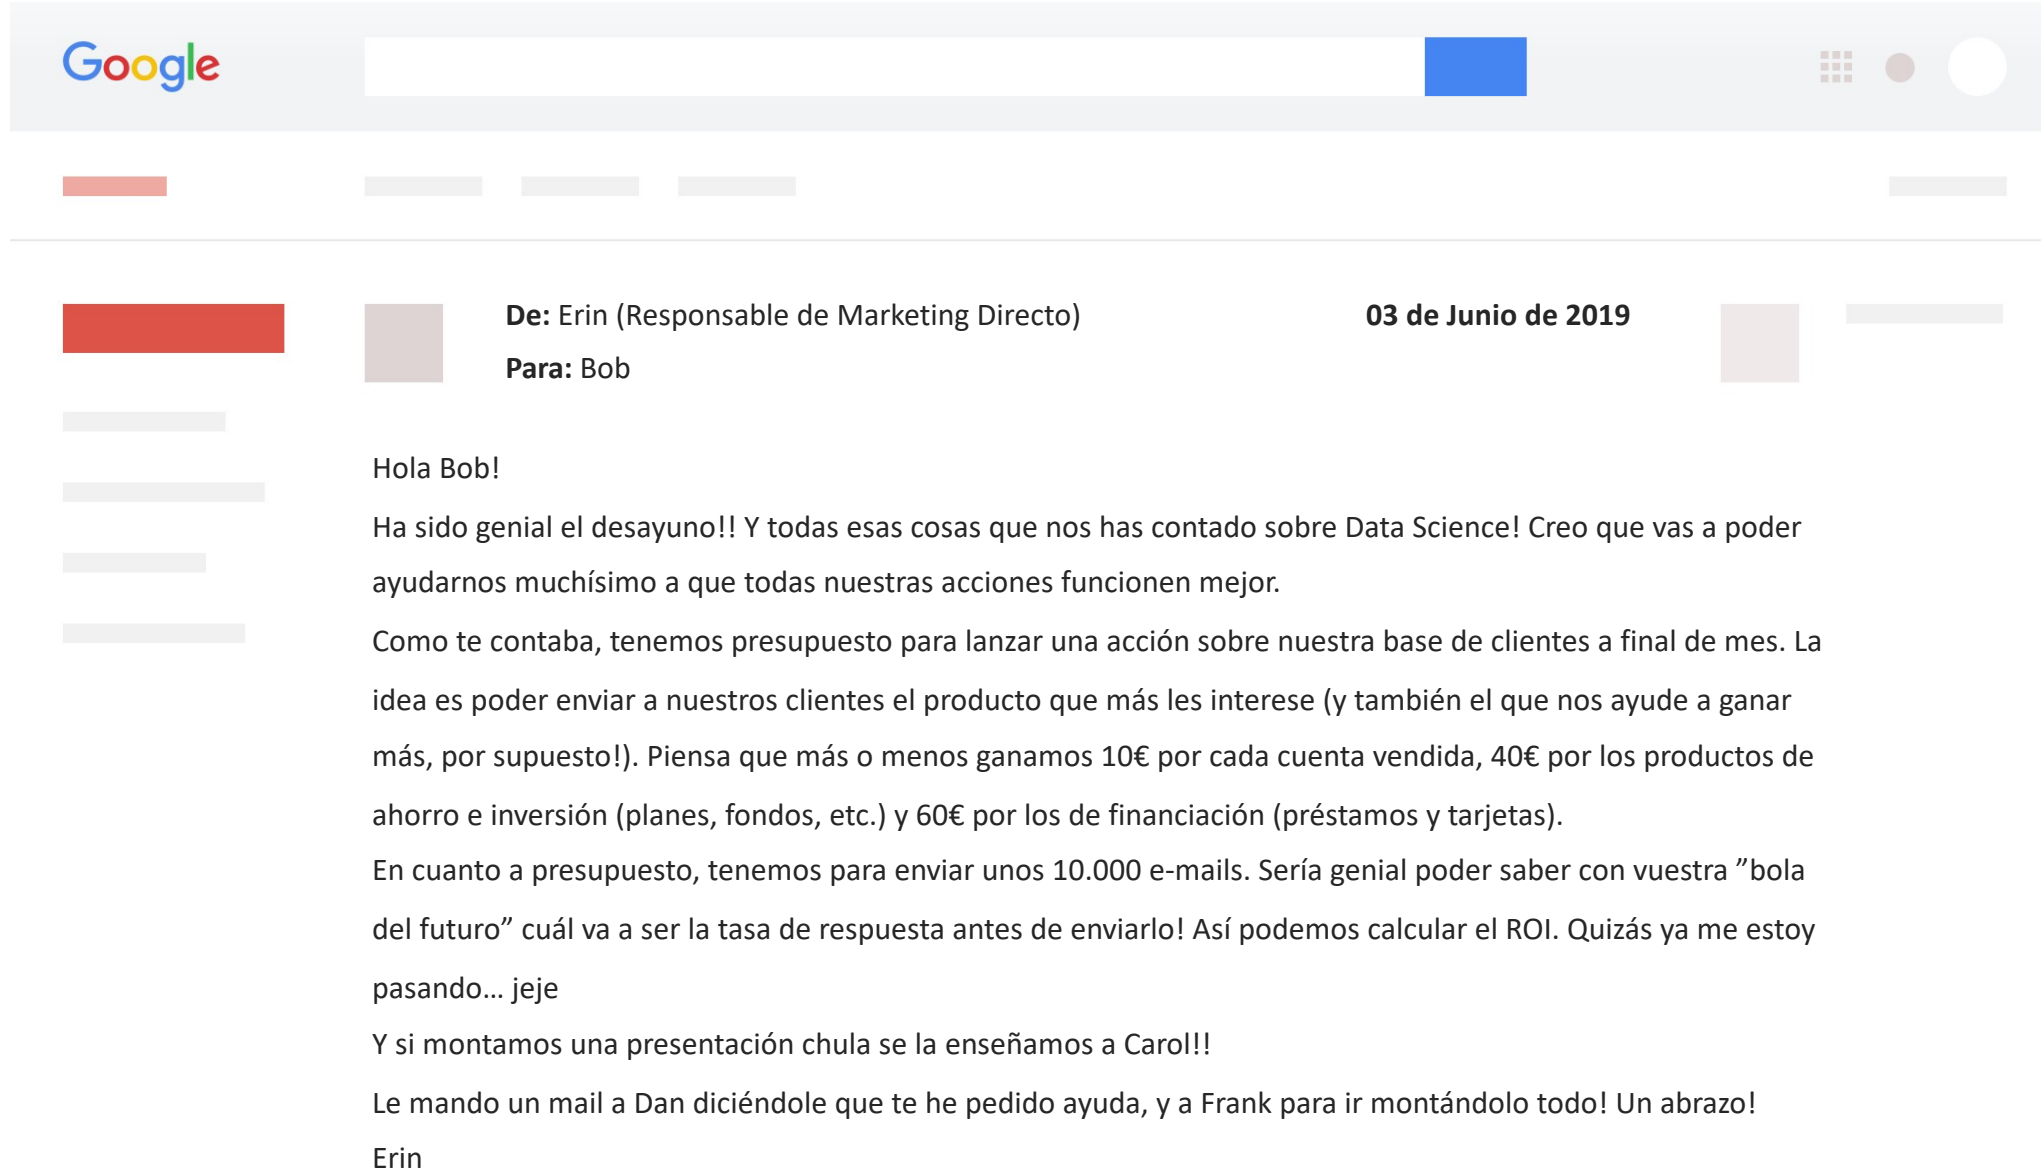 Google
De: Erin (Responsable de Marketing Directo)
03 de Junio de 2019
Para: Bob
Hola Bob!
Ha sido genial el desayuno!! Y todas esas cosas que nos has contado sobre Data Science! Creo que vas a poder
ayudarnos muchísimo a que todas nuestras acciones funcionen mejor.
Como te contaba, tenemos presupuesto para lanzar una acción sobre nuestra base de clientes a final de mes. La
idea es poder enviar a nuestros clientes el producto que más les interese (y también el que nos ayude a ganar
más, por supuesto!). Piensa que más o menos ganamos 10€ por cada cuenta vendida, 40€ por los productos de
ahorro e inversión (planes, fondos, etc.) y 60€ por los de financiación (préstamos y tarjetas).
En cuanto a presupuesto, tenemos para enviar unos 10.000 e-mails. Sería genial poder saber con vuestra ”bola
del futuro” cuál va a ser la tasa de respuesta antes de enviarlo! Así podemos calcular el ROI. Quizás ya me estoy
pasando… jeje
Y si montamos una presentación chula se la enseñamos a Carol!!
Le mando un mail a Dan diciéndole que te he pedido ayuda, y a Frank para ir montándolo todo! Un abrazo!
Erin